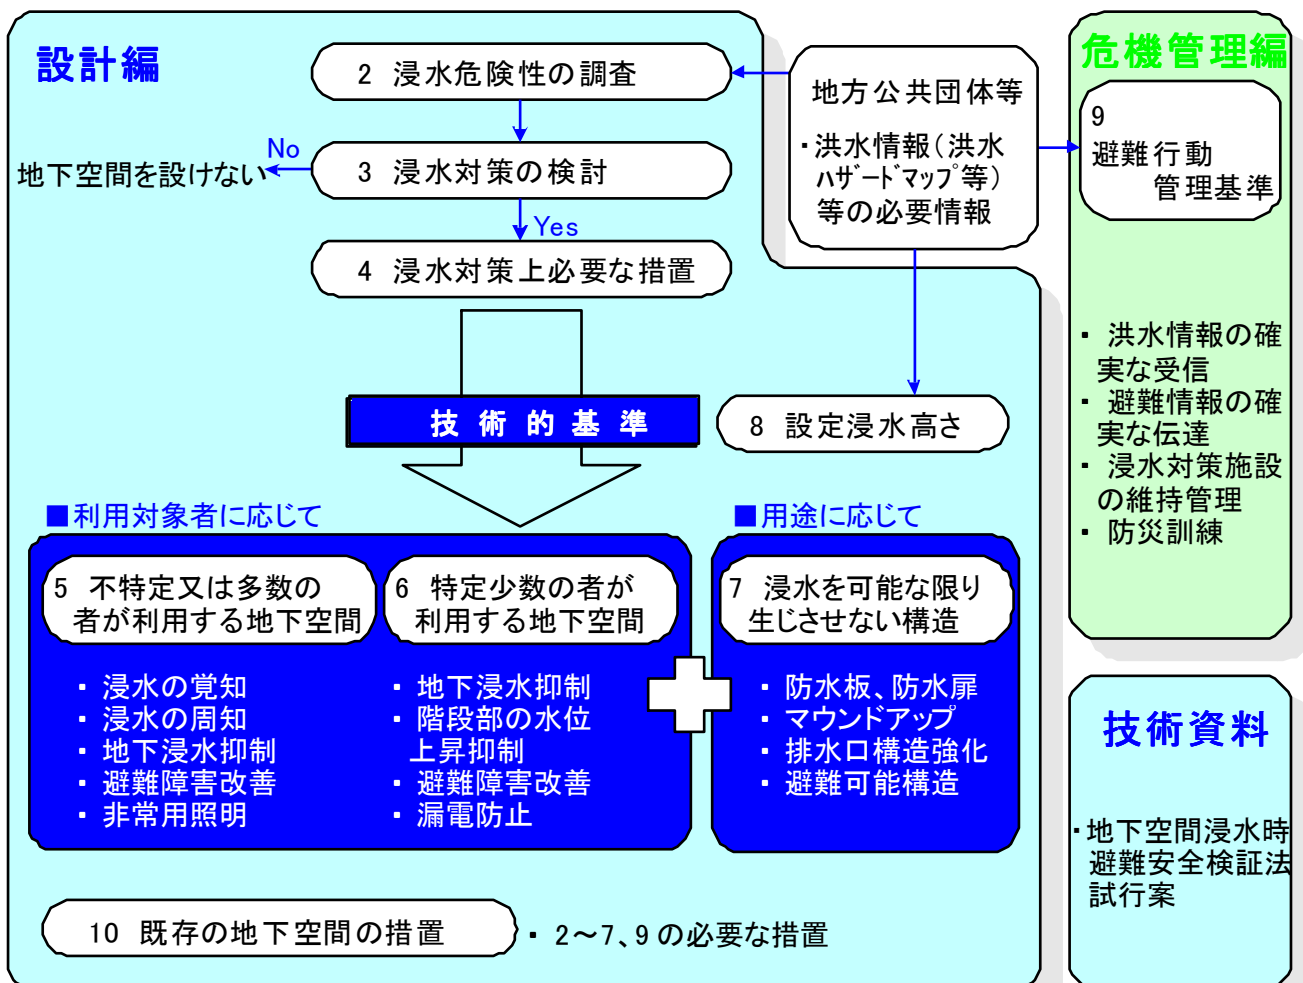 設計編
2 浸水危険性の調査
No
地下空間を設けない
3 浸水対策の検討
Yes
4 浸水対策上必要な措置
技術的基準
地方公共団体等
・洪水情報（洪水
ﾊｻﾞｰﾄﾞﾏｯﾌﾟ等）
等の必要情報
8 設定浸水高さ
■利用対象者に応じて
5 不特定又は多数の
者が利用する地下空間
・ 浸水の覚知
・ 浸水の周知
・ 地下浸水抑制
・ 避難障害改善
・ 非常用照明
6 特定少数の者が
利用する地下空間
・ 地下浸水抑制
・ 階段部の水位
上昇抑制
・ 避難障害改善
・ 漏電防止
■用途に応じて
7 浸水を可能な限り
生じさせない構造
・ 防水板、防水扉
・ マウンドアップ
・ 排水口構造強化
・ 避難可能構造
10 既存の地下空間の措置
・ 2～7、9 の必要な措置
危機管理編
9
避難行動
管理基準
・ 洪水情報の確
実な受信
・ 避難情報の確
実な伝達
・ 浸水対策施設
の維持管理
・ 防災訓練
技術資料
・地下空間浸水時
避難安全検証法
試行案